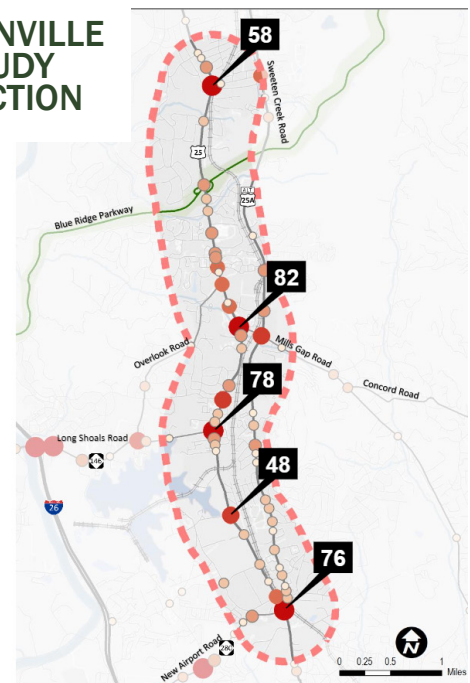 NVILLE
UDY
CTION
58
Sweeten Creek Road
25
ALT
25A
Blue Ridge Parkway
82
Overlook Road
Mills Gap Road
78
Concord Road
Long Shoals Road
146
48
26
76
New Airport Road
280
0 0.25 0.5 1
Miles